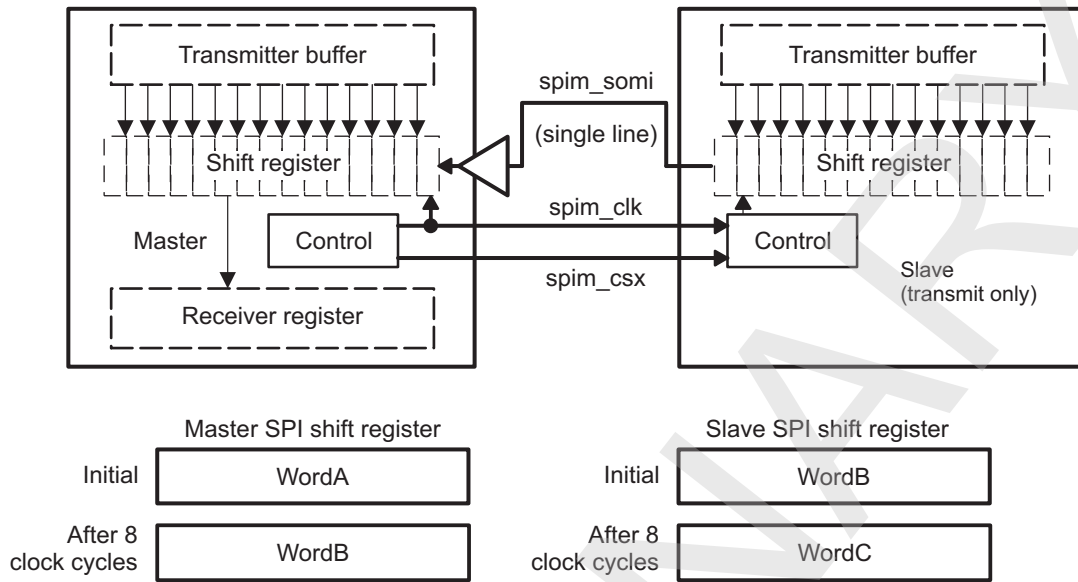 Transmitter buffer
Shift register
Master
Control
Receiver register
spim_somi
(single line)
spim_clk
spim_csx
Transmitter buffer
Shift register
Control
Slave
(transmit only)
Master SPI shift register
Initial
WordA
After 8
clock cycles
WordB
Slave SPI shift register
Initial
WordB
After 8
clock cycles
WordC
NARY